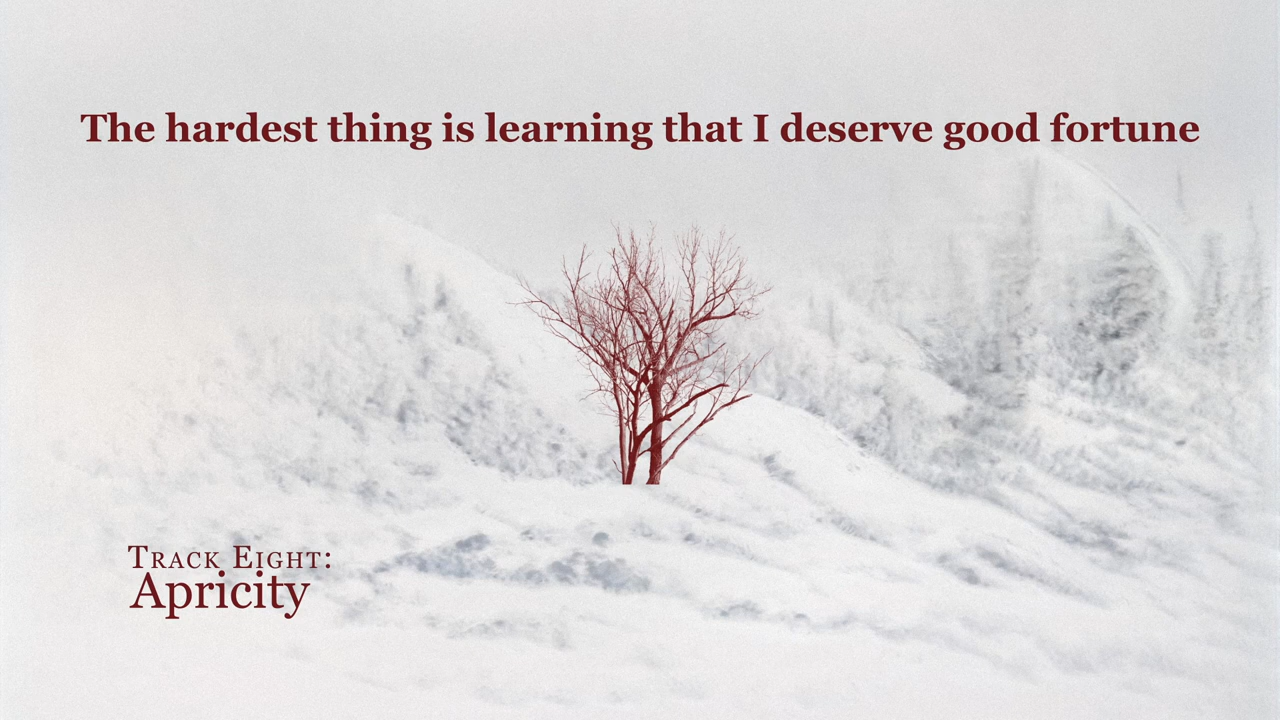 The hardest thing is learning that I deserve good fortune
Track Eight:
Apricity